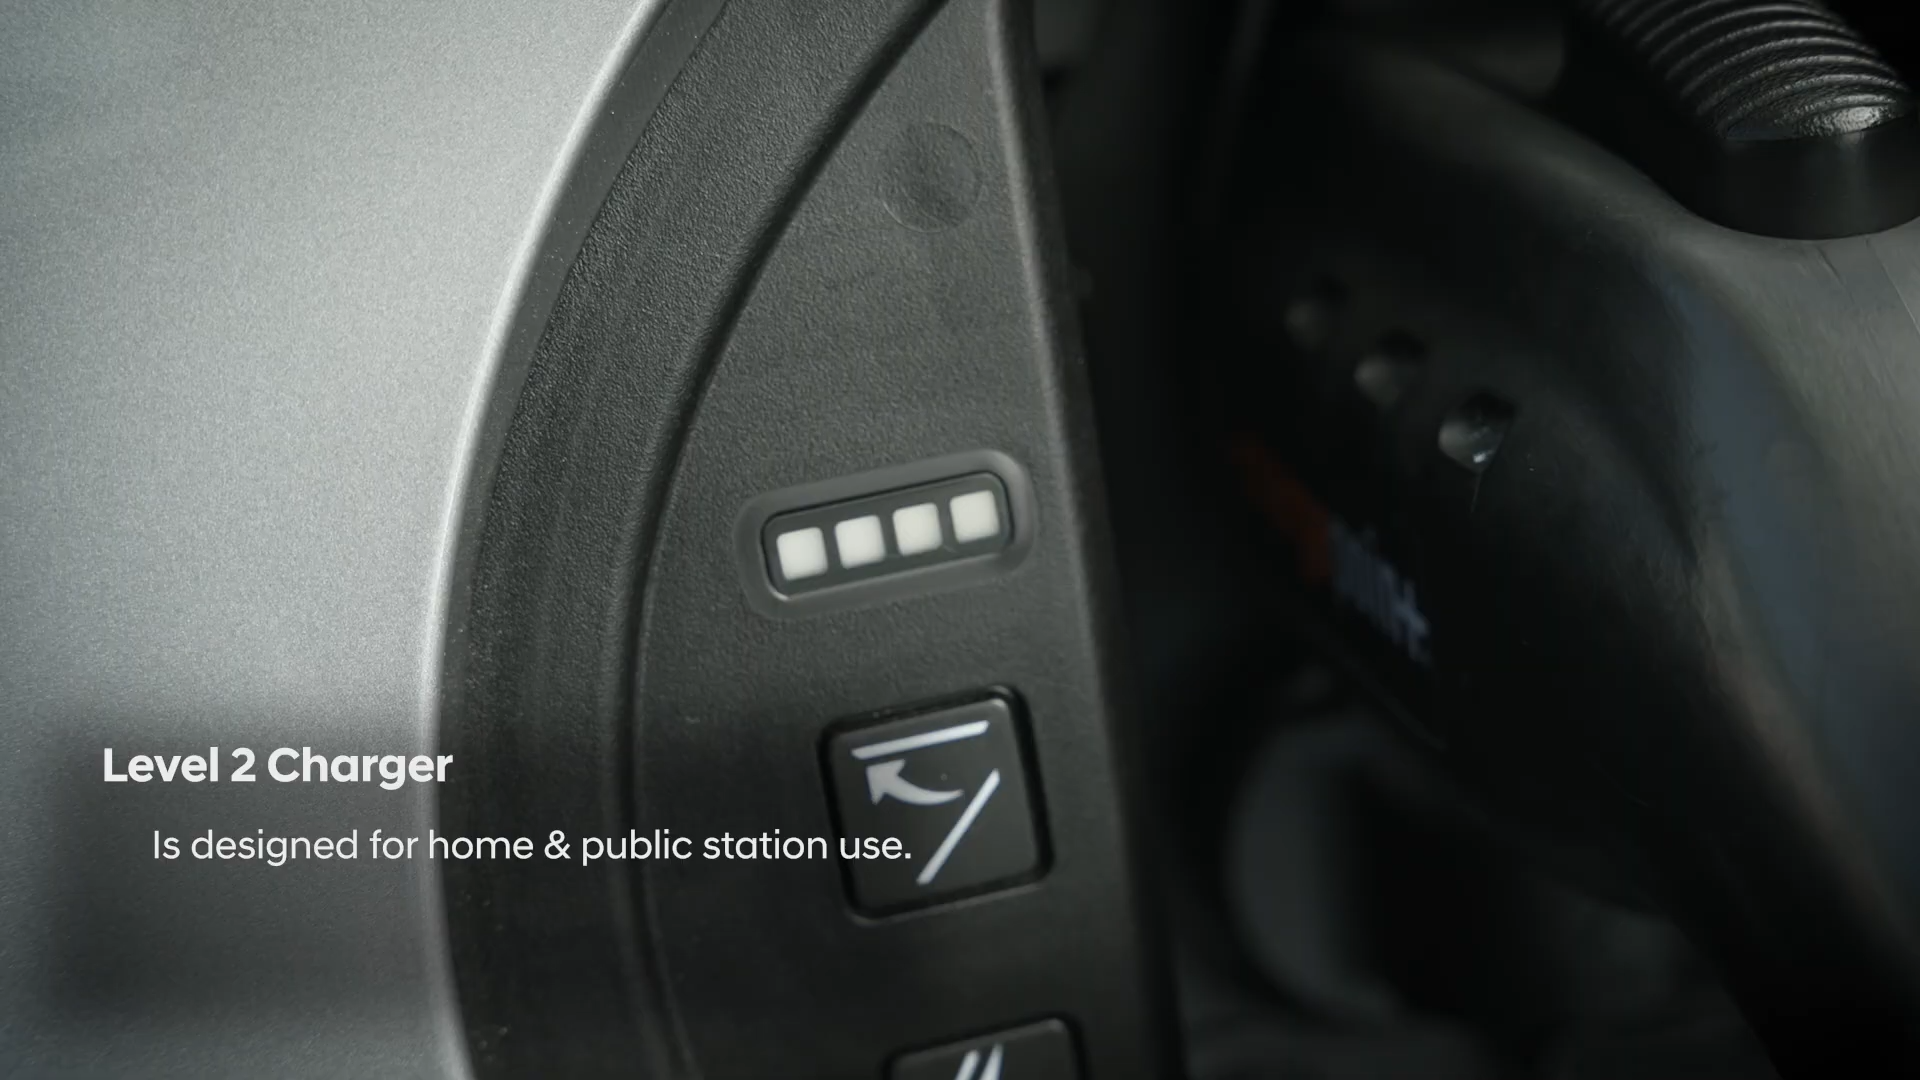 Level 2 Charger
Is designed for home & public station use.